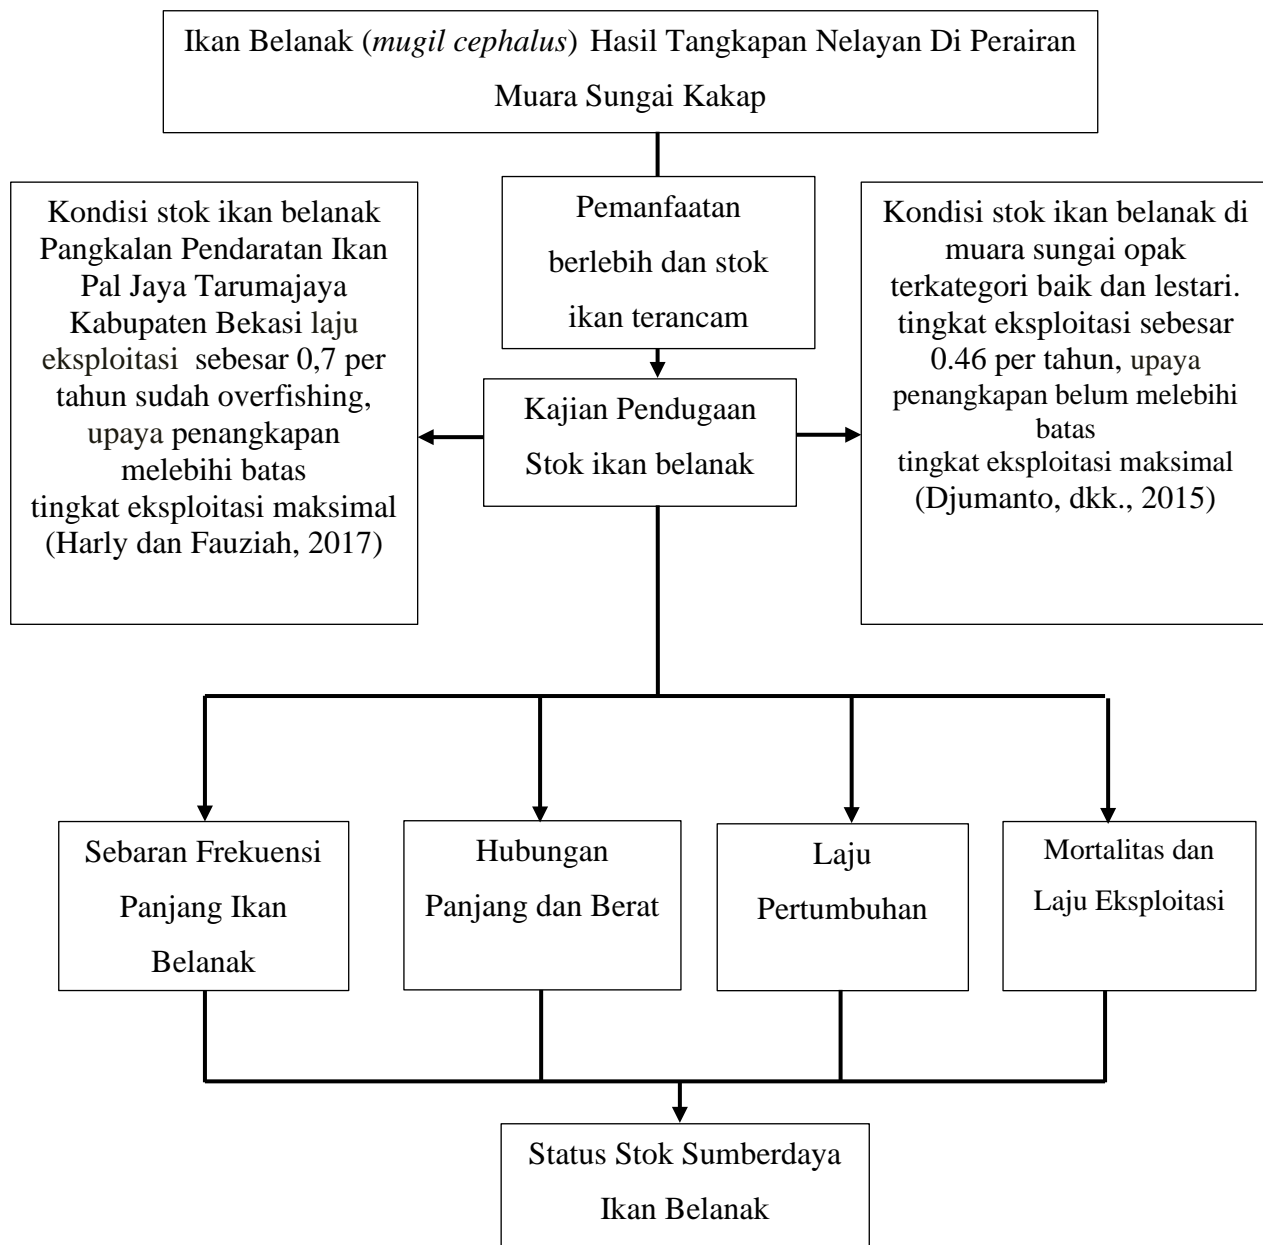 Ikan Belanak (mugil cephalus) Hasil Tangkapan Nelayan Di Perairan
Muara Sungai Kakap
Kondisi stok ikan belanak
Pangkalan Pendaratan Ikan
Pal Jaya Tarumajaya
Kabupaten Bekasi laju
eksploitasi sebesar 0,7 per
tahun sudah overfishing,
upaya penangkapan
melebihi batas
tingkat eksploitasi maksimal
(Harly dan Fauziah, 2017)
Pemanfaatan
berlebih dan stok
ikan terancam
Kondisi stok ikan belanak di
muara sungai opak
terkategori baik dan lestari.
tingkat eksploitasi sebesar
0.46 per tahun, upaya
penangkapan belum melebihi
batas
tingkat eksploitasi maksimal
(Djumanto, dkk., 2015)
Kajian Pendugaan
Stok ikan belanak
Sebaran Frekuensi
Panjang Ikan
Belanak
Hubungan
Panjang dan Berat
Laju
Pertumbuhan
Mortalitas dan
Laju Eksploitasi
Status Stok Sumberdaya
Ikan Belanak